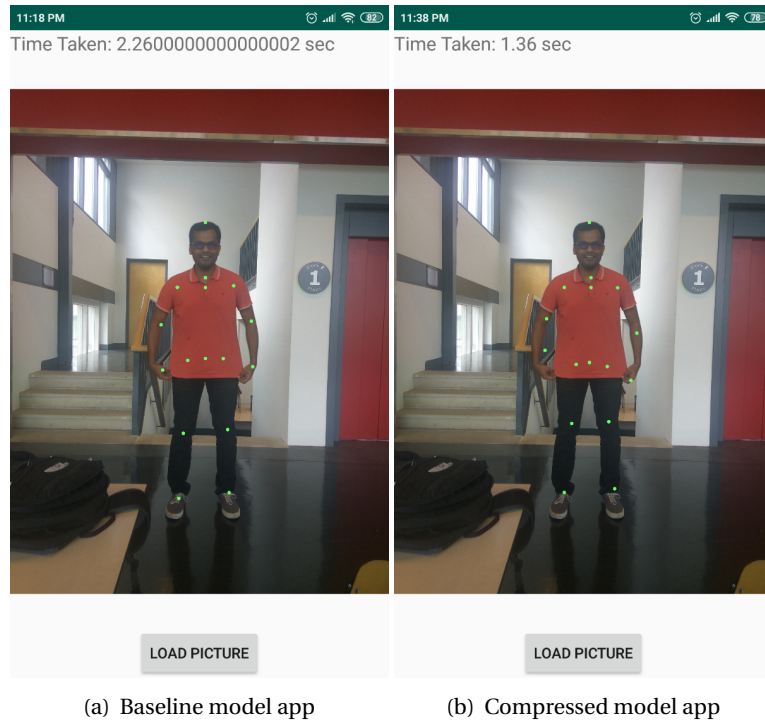 11:18 PM 82
Time Taken: 2.2600000000000002 sec
1
LOAD PICTURE
(a) Baseline model app
11:38 PM 78
Time Taken: 1.36 sec
1
LOAD PICTURE
(b) Compressed model app